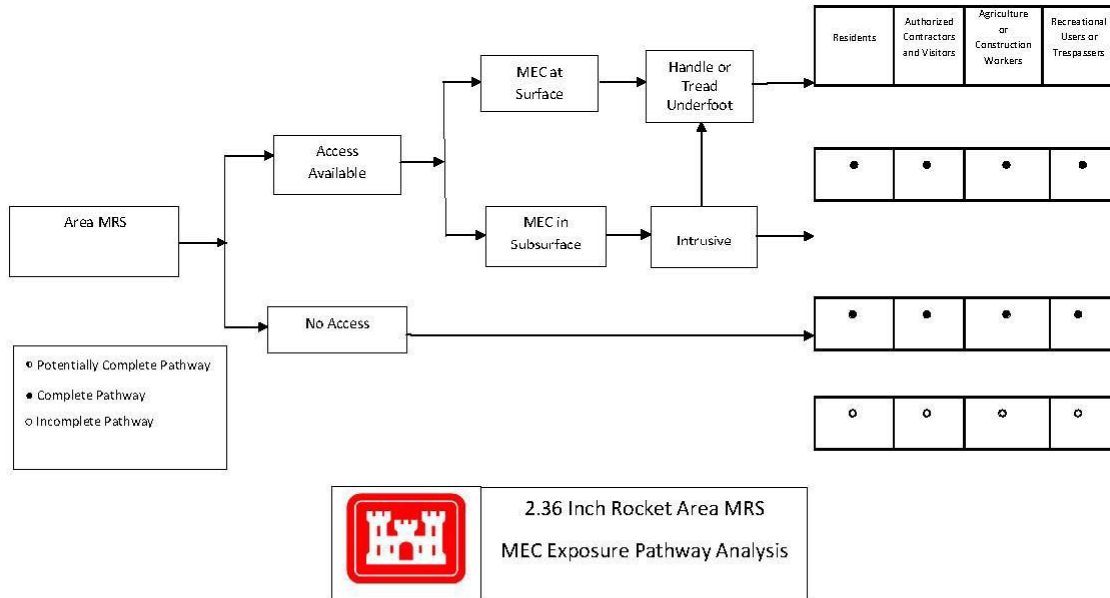 Residents
Authorized
Contractors
and Visitors
Agriculture
or
Construction
Workers
Recreational
Users or
Trespassers
MEC at
Surface
Handle or
Tread
Underfoot
Access
Available
Area MRS
MEC in
Subsurface
Intrusive
No Access
Potentially Complete Pathway
Complete Pathway
Incomplete Pathway
2.36 Inch Rocket Area MRS
MEC Exposure Pathway Analysis